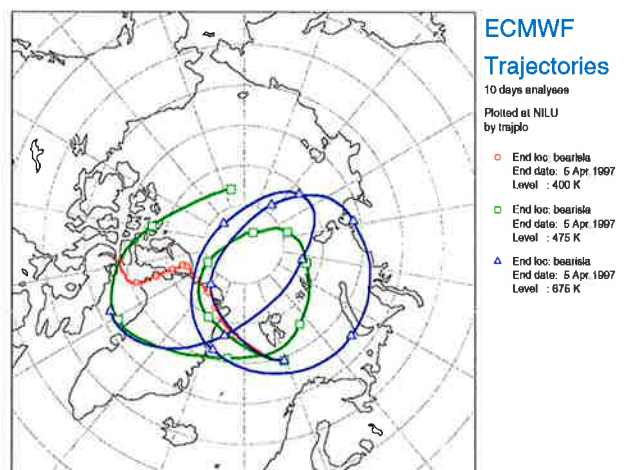 ECMWF
Trajectories
10 days analyses
Plotted at NILU
by trajplo
End loc: bearisla
End date: 5 Apr 1997
Level : 400 K
End loc: bearisla
End date: 5 Apr 1997
Level : 475 K
End loc: bearisla
End date: 5 Apr 1997
Level : 675 K